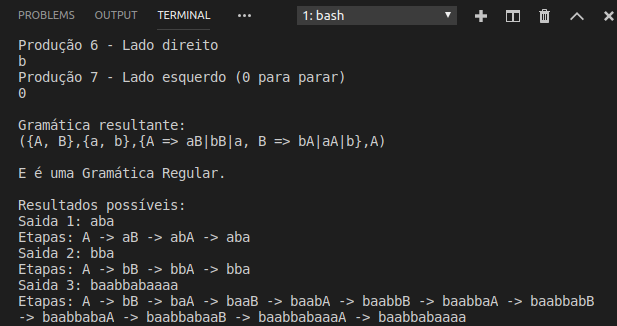 PROBLEMS OUTPUT TERMINAL ••• 1: bash
Produção 6 - Lado direito
b
Produção 7 - Lado esquerdo (0 para parar)
0
Gramática resultante:
({A, B},{a, b},{A => aB|bB|a, B => bA|aA|b},A)
E é uma Gramática Regular.
Resultados possíveis:
Saida 1: aba
Etapas: A -> aB -> abA -> aba
Saida 2: bba
Etapas: A -> bB -> bbA -> bba
Saida 3: baabbabaaaa
Etapas: A -> bB -> baA -> baaB -> baabA -> baabbB -> baabbaA -> baabbabB
-> baabbabaA -> baabbabaaB -> baabbabaaaA -> baabbabaaaa